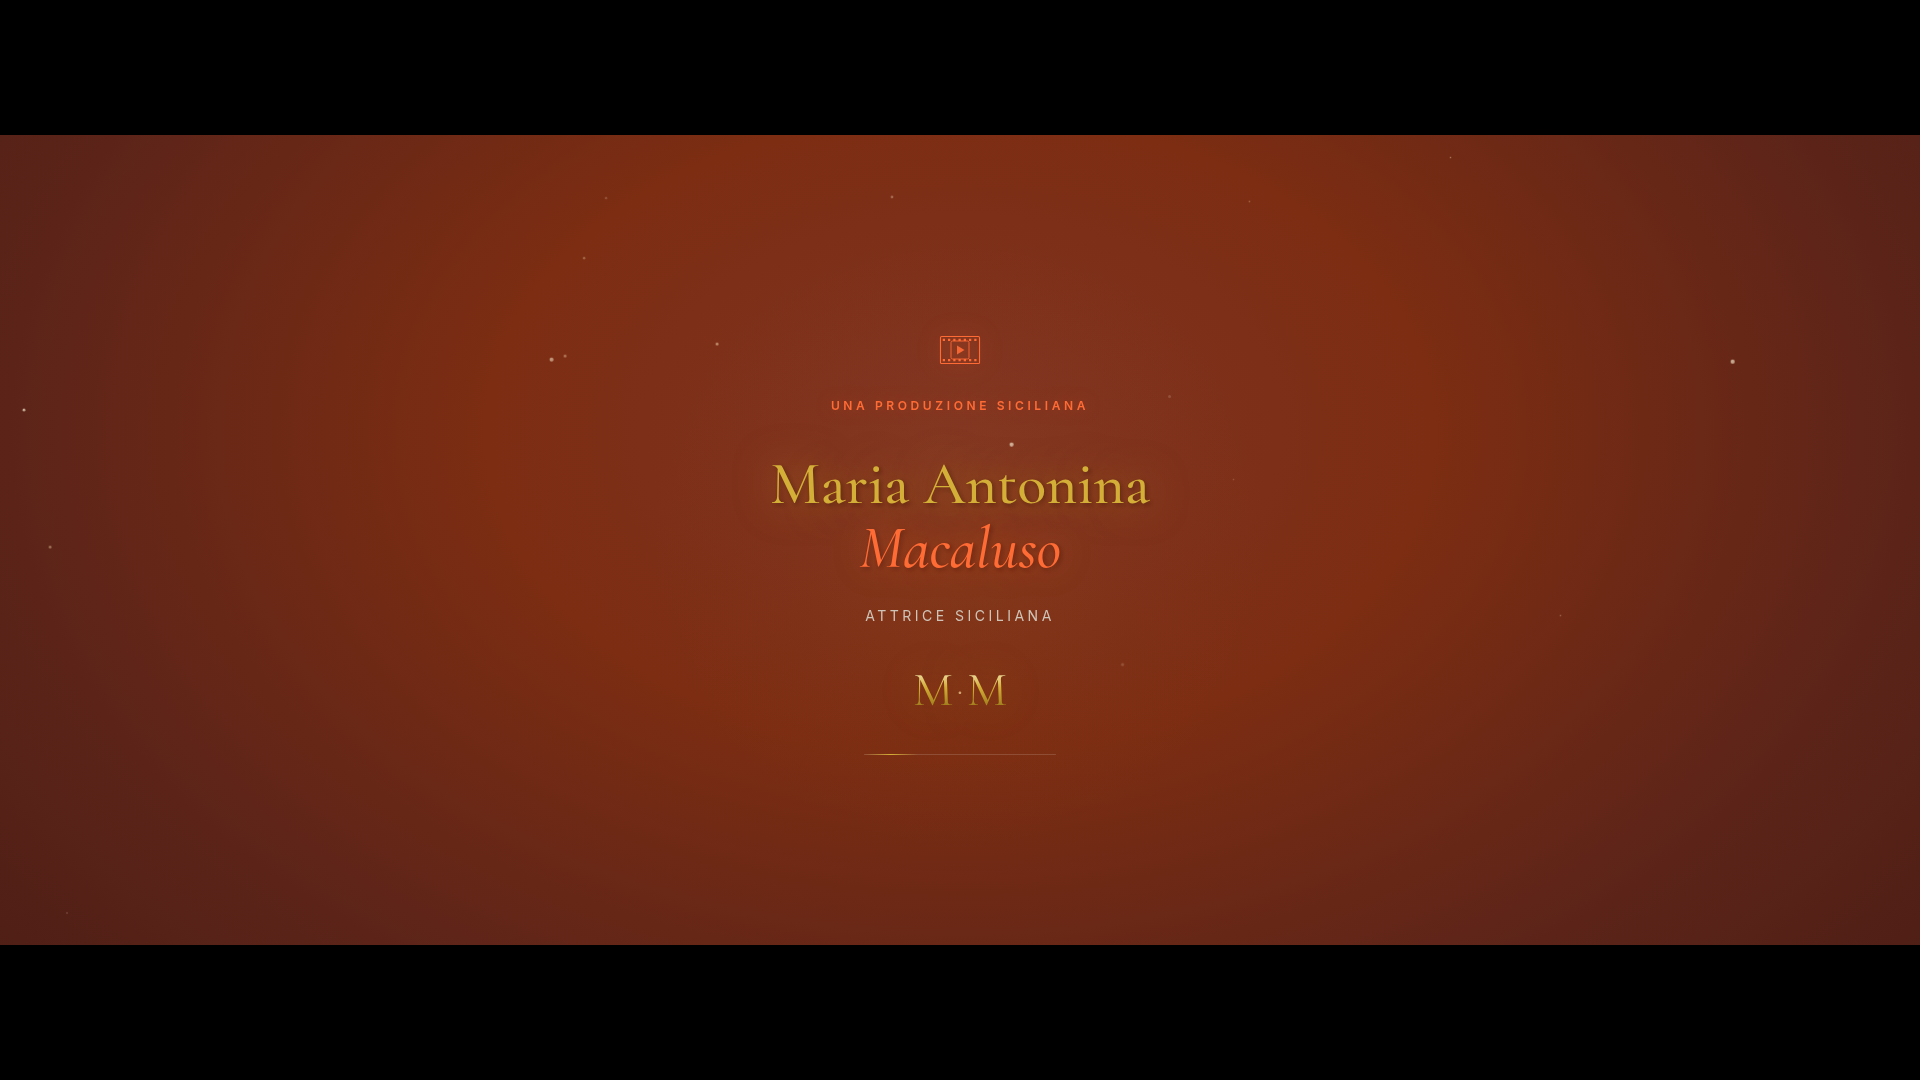 UNA PRODUZIONE SICILIANA
Maria Antonina
Macaluso
ATTRICE SICILIANA
M·M